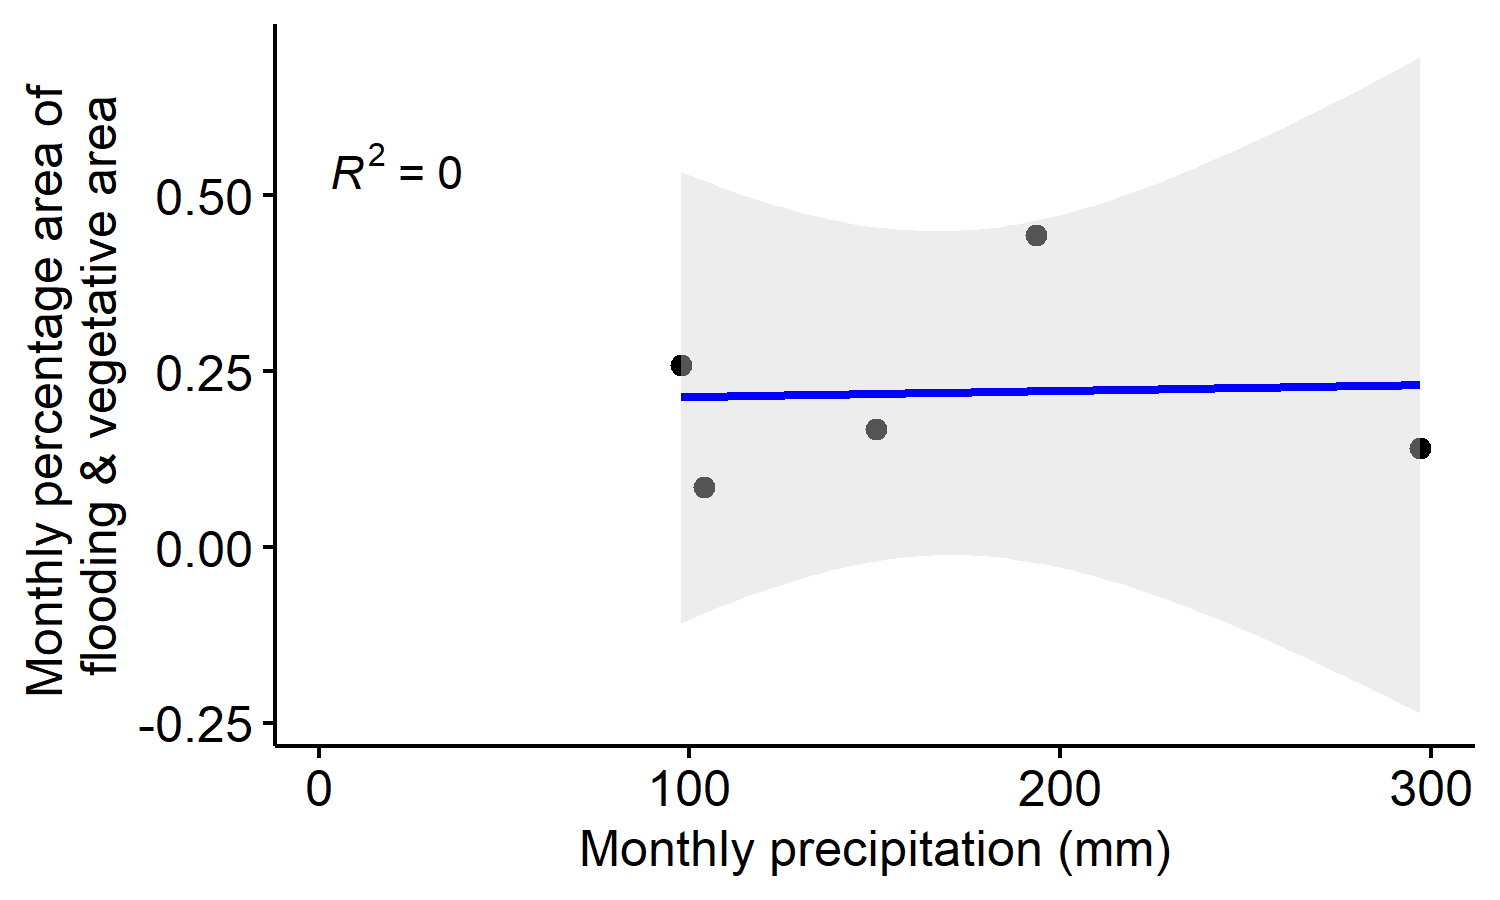 Monthly percentage area of
flooding & vegetative area
R² = 0
0.50
0.25
0.00
-0.25
0 100 200 300
Monthly precipitation (mm)